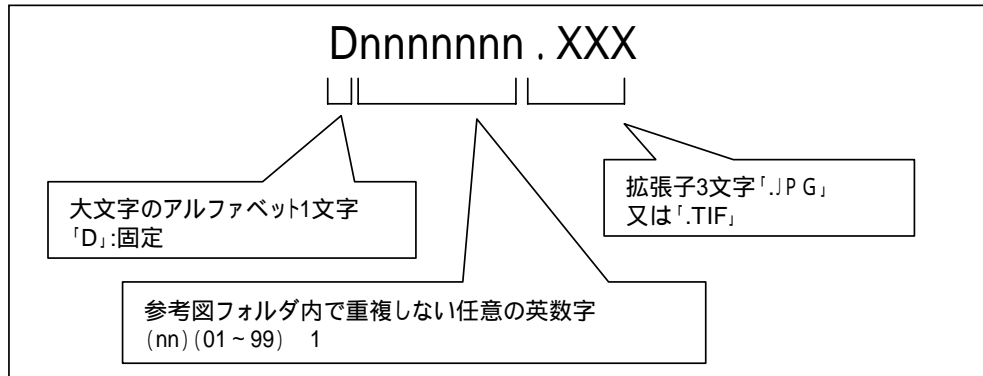 Dnnnnnnn . XXX
大文字のアルファベット1文字
「D」:固定
拡張子3文字「.JPG」
又は「.TIF」
参考図フォルダ内で重複しない任意の英数字
(nn)(01~99) 1